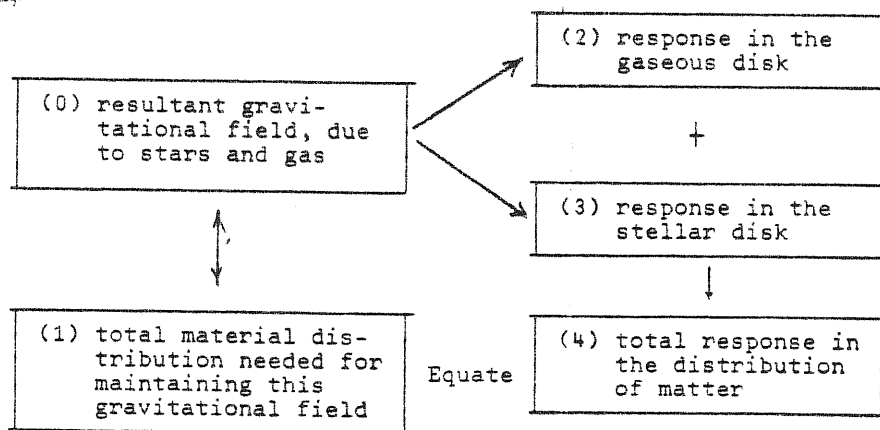 (0) resultant gravi-
tational field, due
to stars and gas
(2) response in the
gaseous disk
+
(3) response in the
stellar disk
(1) total material dis-
tribution needed for
maintaining this
gravitational field
Equate
(4) total response in
the distribution
of matter